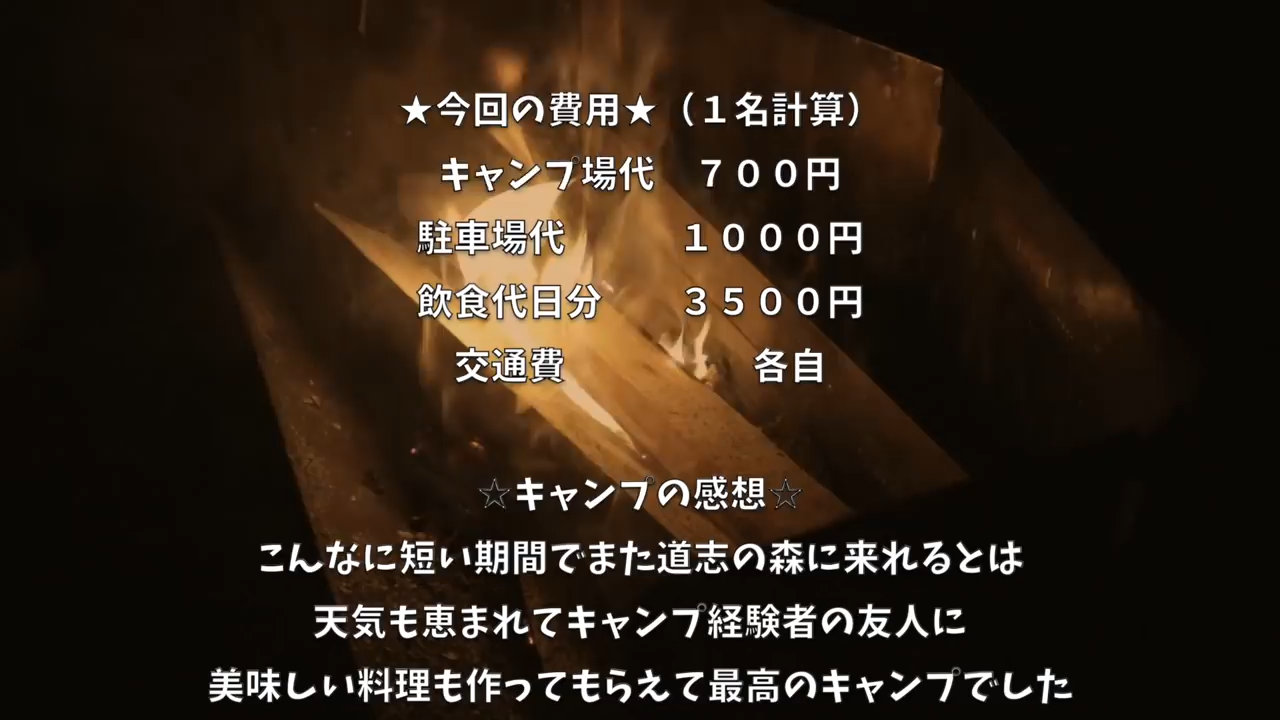 ★今回の費用★（１名計算）
キャンプ場代　７００円
駐車場代　　　１０００円
飲食代日分　　３５００円
交通費　　　　　各自
☆キャンプの感想☆
こんなに短い期間でまた道志の森に来れるとは
天気も恵まれてキャンプ経験者の友人に
美味しい料理も作ってもらえて最高のキャンプでした